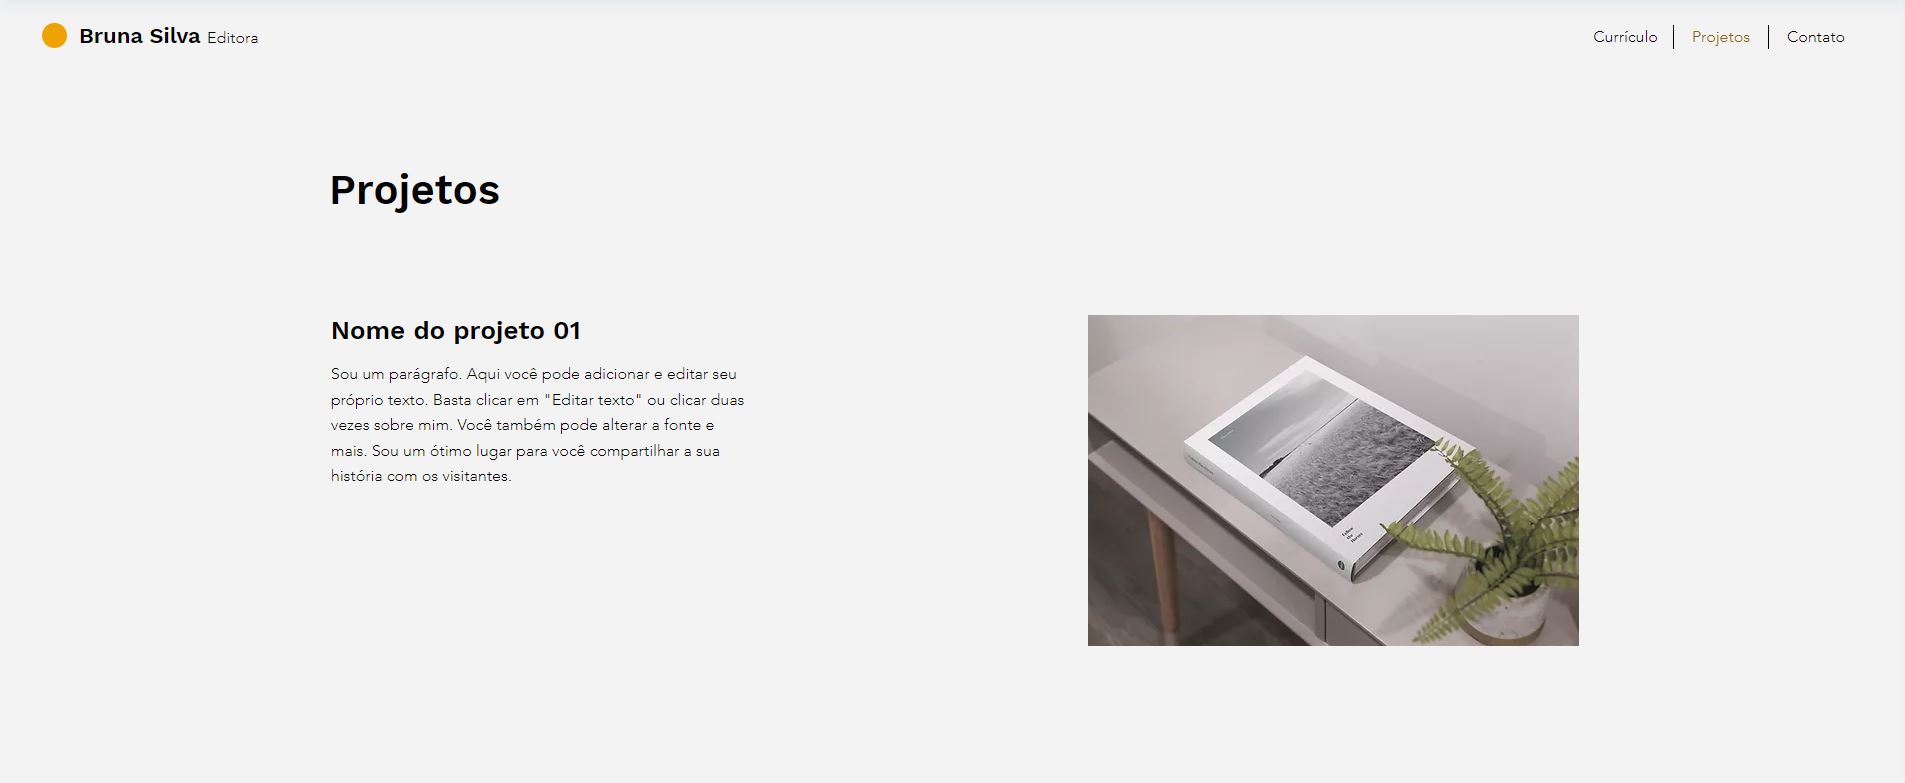 Bruna Silva Editora
Currículo
Projetos
Contato
Projetos
Nome do projeto 01
Sou um parágrafo. Aqui você pode adicionar e editar seu
próprio texto. Basta clicar em "Editar texto" ou clicar duas
vezes sobre mim. Você também pode alterar a fonte e
mais. Sou um ótimo lugar para você compartilhar a sua
história com os visitantes.